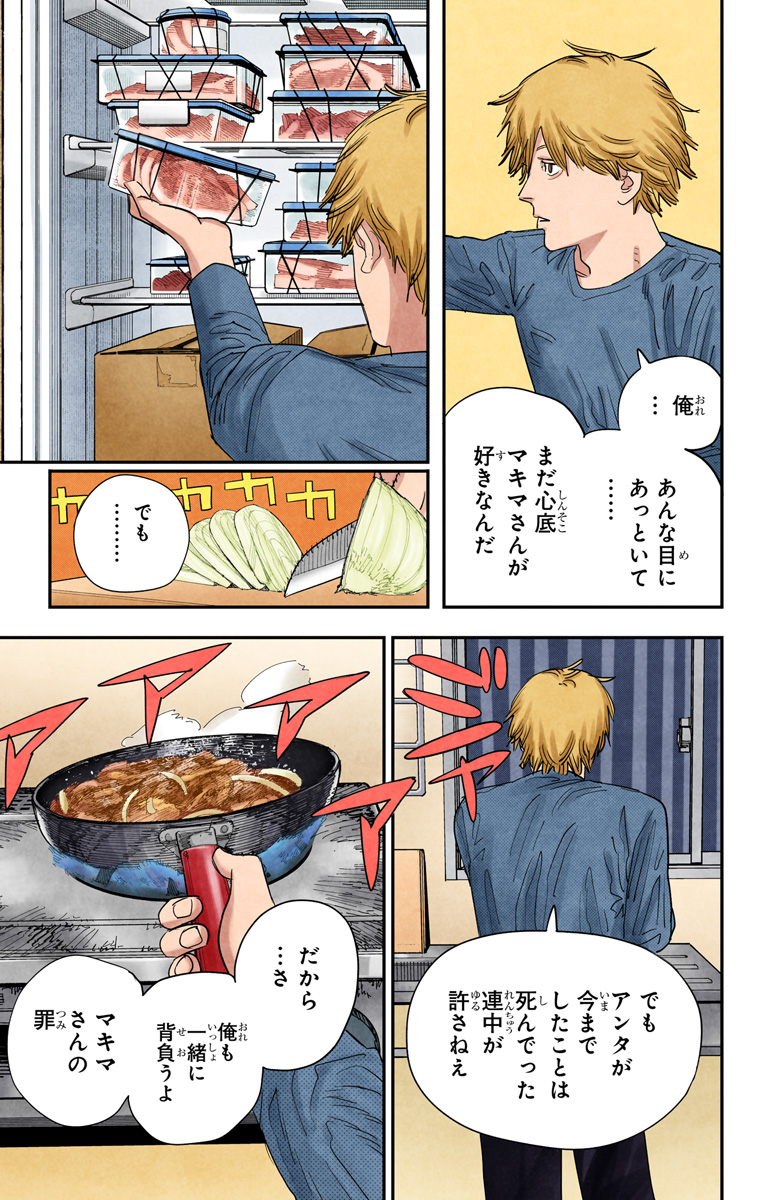 俺
…
あんな目に
あっといて
……
まだ心底
マキマさんが
好きなんだ
でも
………
カカカカ
でも
アンタが
今まで
したことは
死んでった
連中が
許さねえ
ジャアアアアア
だから
…さ
俺も
一緒に
背負うよ
マキマ
さんの
罪